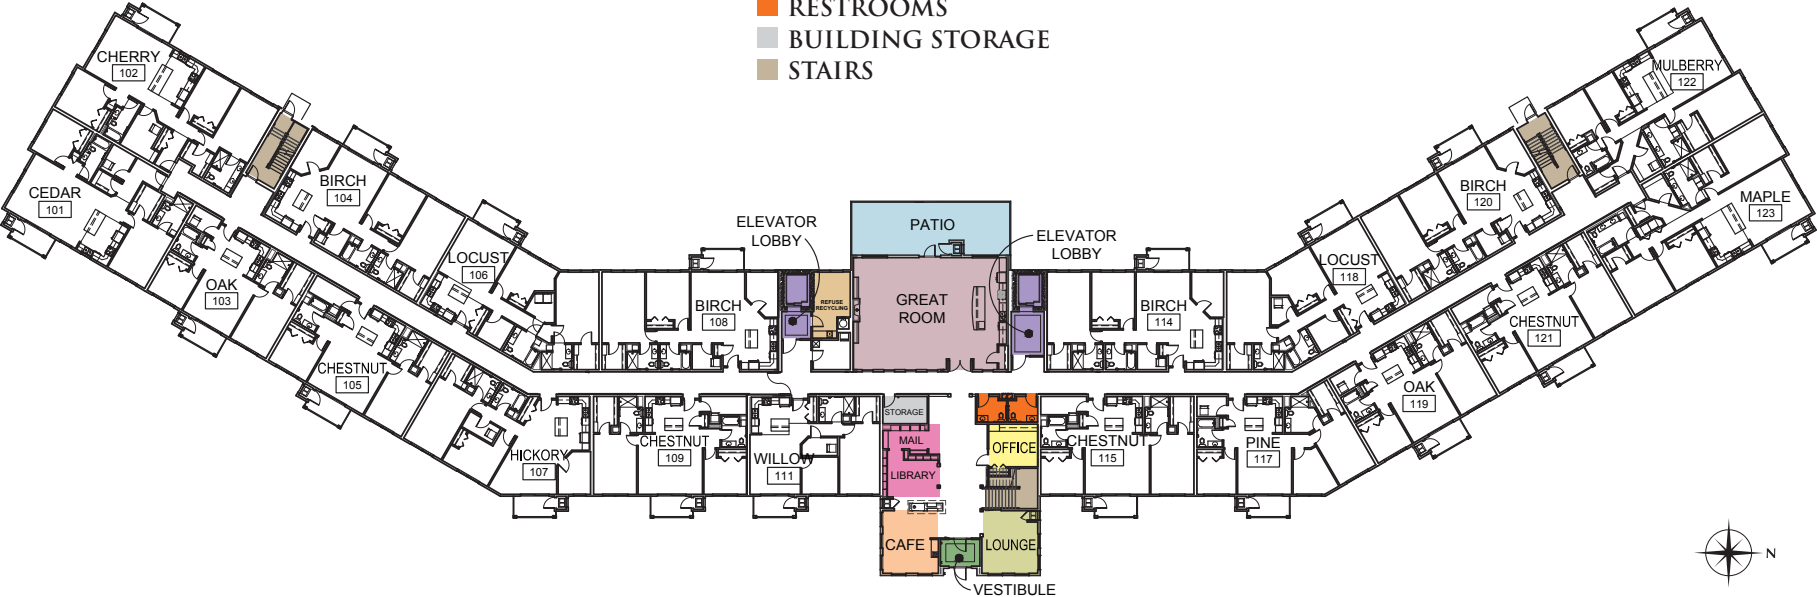 RESTROOMS
BUILDING STORAGE
STAIRS
CHERRY
102
CEDAR
101
BIRCH
104
OAK
103
LOCUST
106
CHESTNUT
105
HICKORY
107
BIRCH
108
CHESTNUT
109
WILLOW
111
ELEVATOR
LOBBY
REFUSE
RECYCLING
PATIO
GREAT
ROOM
ELEVATOR
LOBBY
STORAGE
MAIL
LIBRARY
OFFICE
CAFE
LOUNGE
VESTIBULE
BIRCH
114
CHESTNUT
115
PINE
117
LOCUST
118
OAK
119
BIRCH
120
CHESTNUT
121
MULBERRY
122
MAPLE
123
N